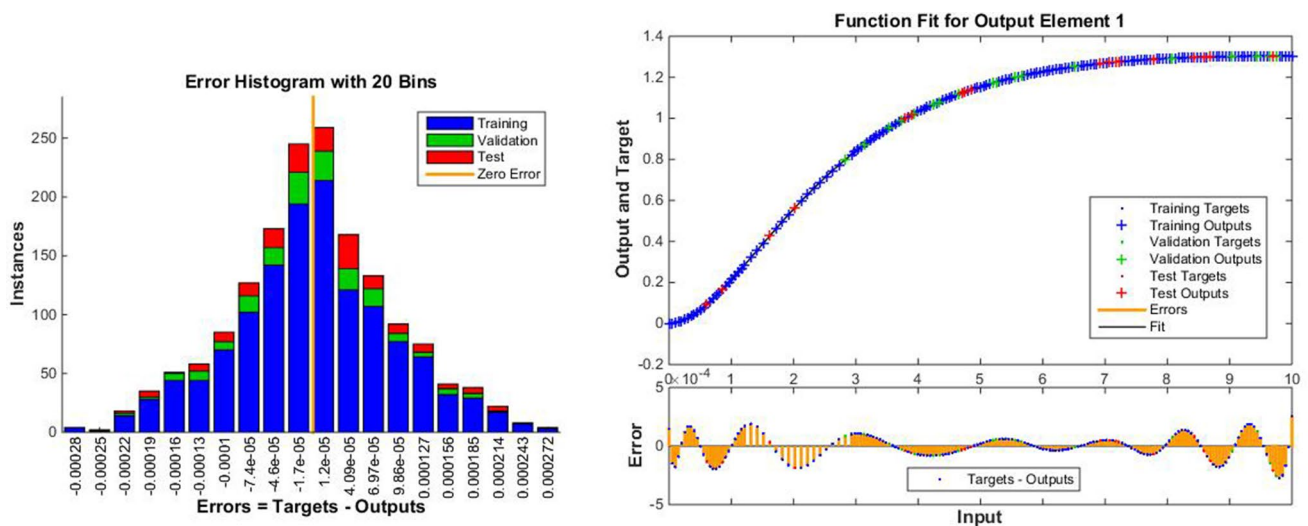 Error Histogram with 20 Bins
Instances
250
200
150
100
50
0
Training
Validation
Test
Zero Error
-0.00028
-0.00025
-0.00022
-0.00019
-0.00016
-0.00013
-0.0001
-7.4e-05
-4.6e-05
-1.7e-05
1.2e-05
4.09e-05
6.97e-05
9.86e-05
0.000127
0.000156
0.000185
0.000214
0.000243
0.000272
Errors = Targets - Outputs
Function Fit for Output Element 1
Output and Target
1.4
1.2
1
0.8
0.6
0.4
0.2
0
-0.2
Training Targets
Training Outputs
Validation Targets
Validation Outputs
Test Targets
Test Outputs
Errors
Fit
0 1 2 3 4 5 6 7 8 9 10
×10-4
Error
5
0
-5
Targets - Outputs
Input